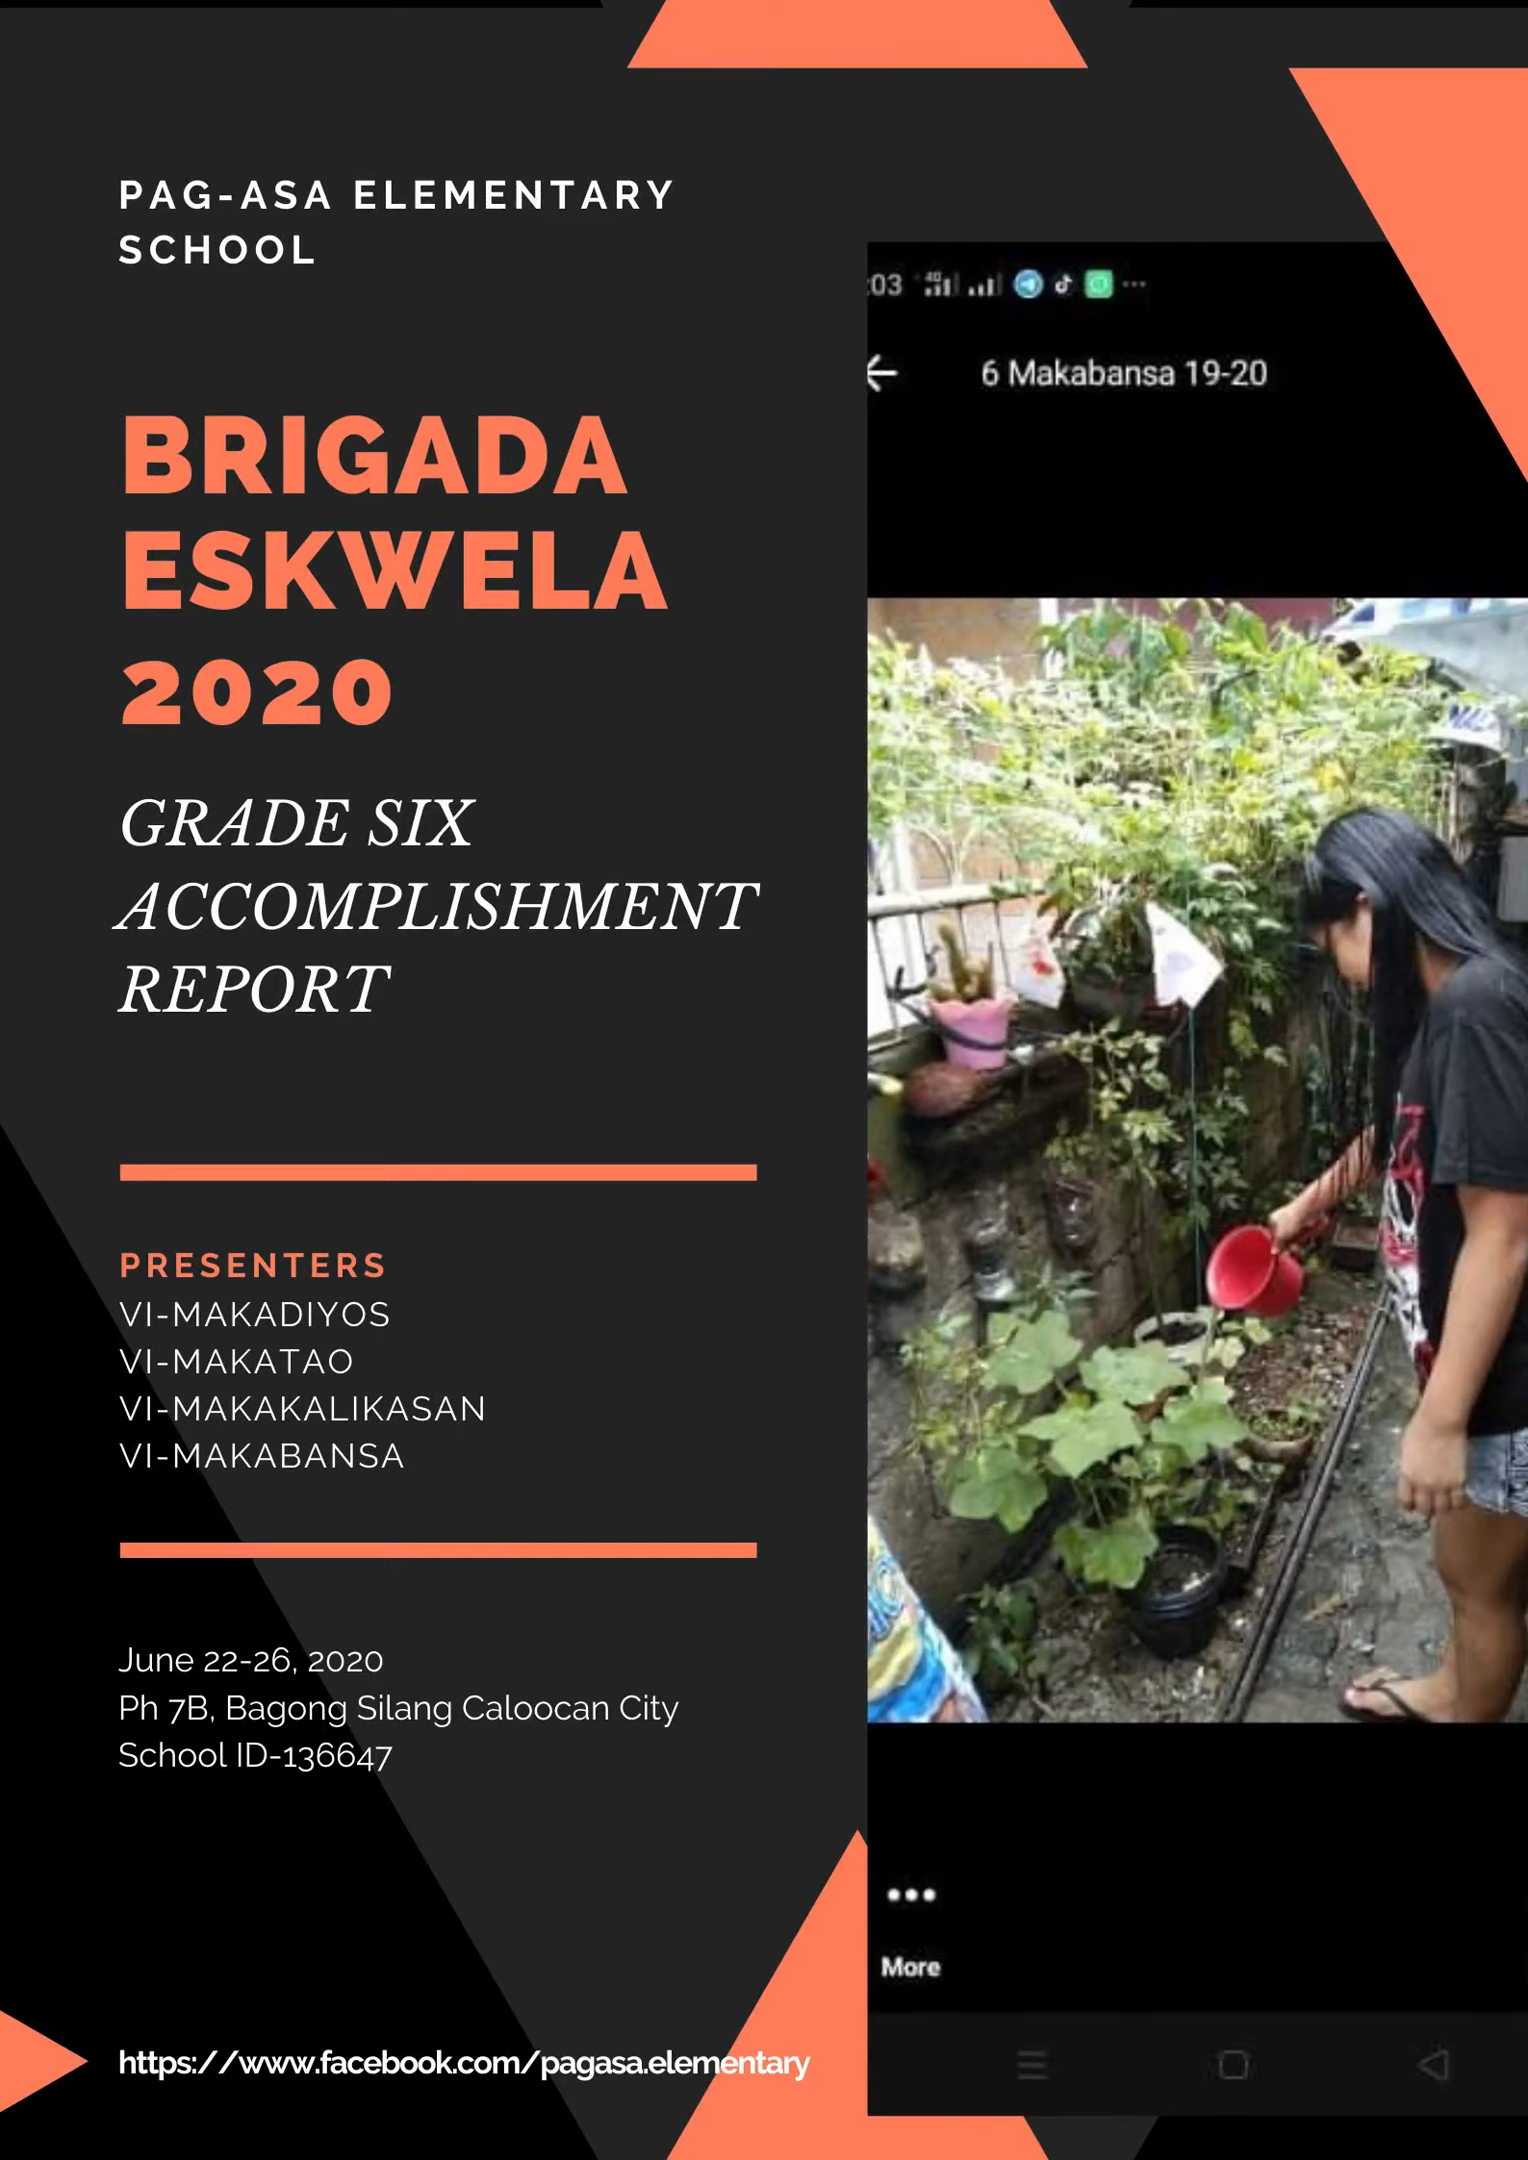 PAG-ASA ELEMENTARY
SCHOOL
BRIGADA
ESKWELA
2020
GRADE SIX
ACCOMPLISHMENT
REPORT
PRESENTERS
VI-MAKADIYOS
VI-MAKATAO
VI-MAKAKALIKASAN
VI-MAKABANSA
June 22-26, 2020
Ph 7B, Bagong Silang Caloocan City
School ID-136647
https://www.facebook.com/pagasa.elementary
:03 4G
6 Makabansa 19-20
More